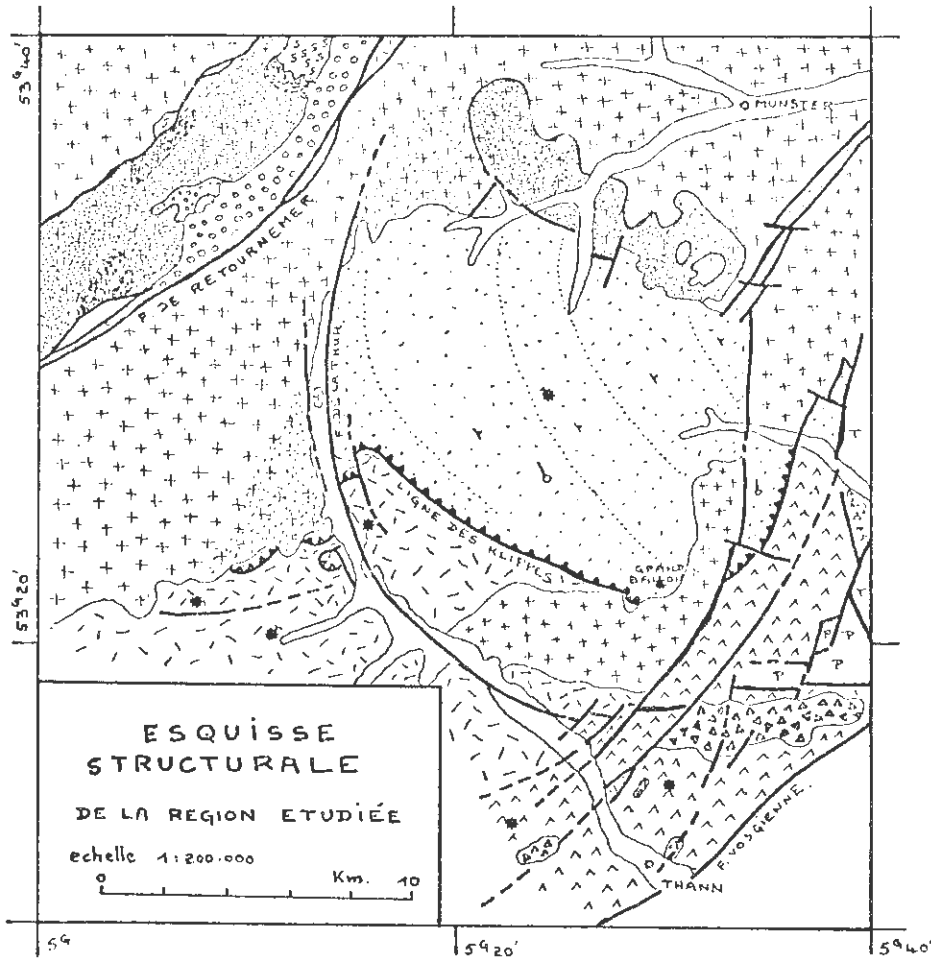 53ᴳ40'
MUNSTER
F. DE RETOURNEMER
F. DE LA THUR
LIGNE DES KLIPPES
GRAND
BALLON
53ᴳ20'
T
P
P
P
ESQUISSE
STRUCTURALE
DE LA REGION ETUDIÉE
echelle 1:200.000
0 Km. 10
F. VOSGIENNE.
THANN
5ᴳ 5ᴳ20' 5ᴳ40'